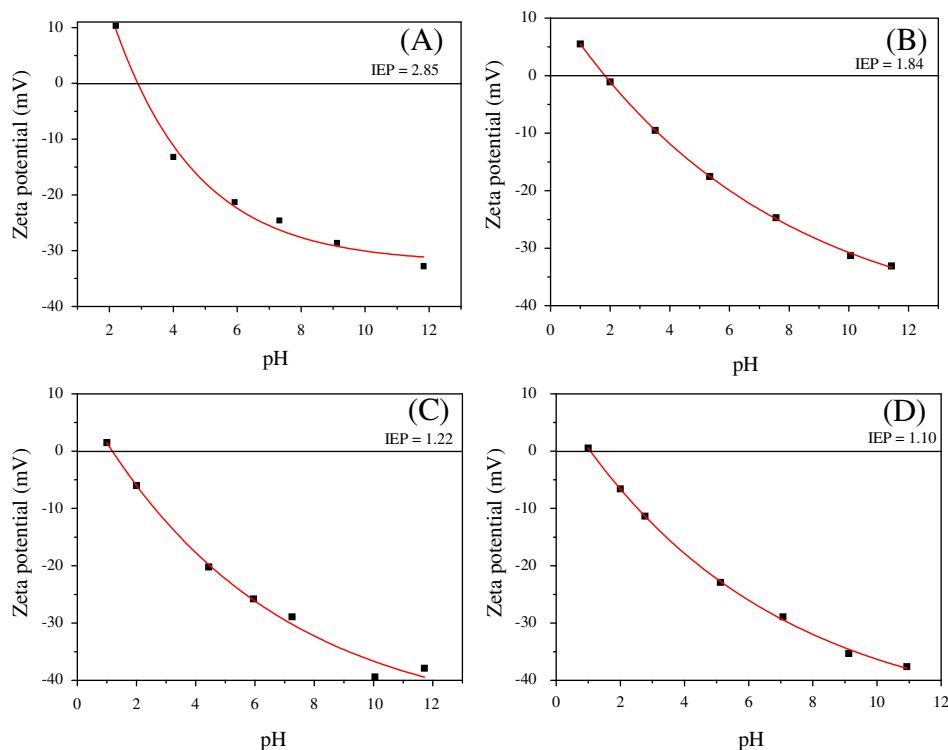 (A)
IEP = 2.85
Zeta potential (mV)
10
0
-10
-20
-30
-40
2 4 6 8 10 12
pH
(B)
IEP = 1.84
Zeta potential (mV)
10
0
-10
-20
-30
-40
0 2 4 6 8 10 12
pH
(C)
IEP = 1.22
Zeta potential (mV)
10
0
-10
-20
-30
-40
0 2 4 6 8 10 12
pH
(D)
IEP = 1.10
Zeta potential (mV)
10
0
-10
-20
-30
-40
0 2 4 6 8 10 12
pH